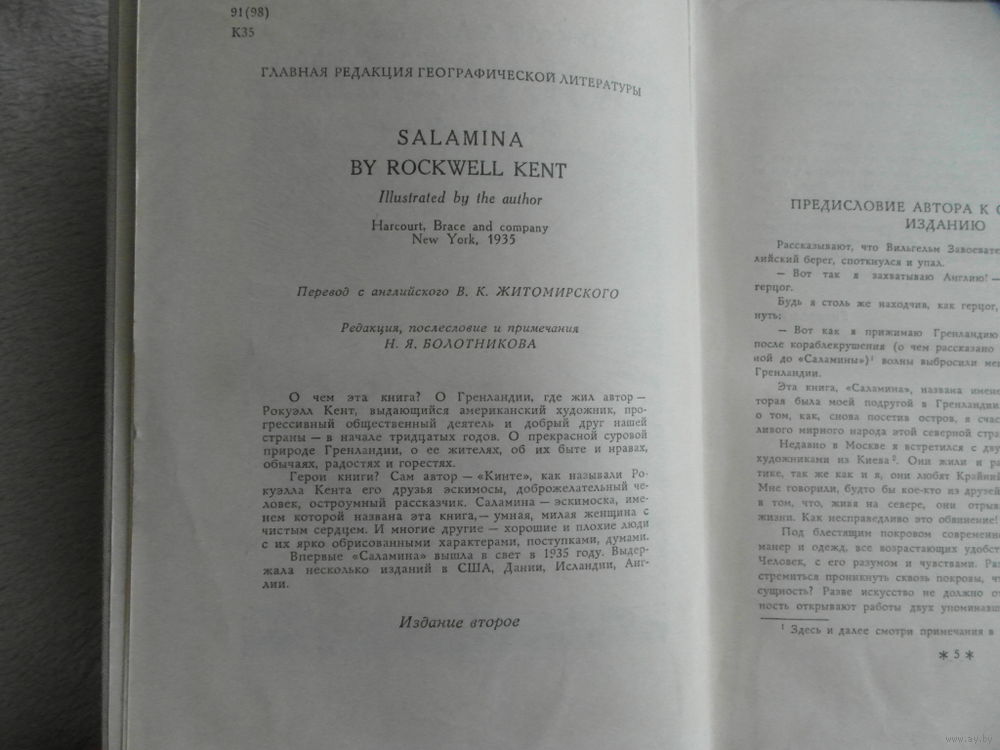 91(98)
К35
ГЛАВНАЯ РЕДАКЦИЯ ГЕОГРАФИЧЕСКОЙ ЛИТЕРАТУРЫ
SALAMINA
BY ROCKWELL KENT
Illustrated by the author
Harcourt, Brace and company
New York, 1935
Перевод с английского В. К. ЖИТОМИРСКОГО
Редакция, послесловие и примечания
Н. Я. БОЛОТНИКОВА
О чем эта книга? О Гренландии, где жил автор —
Рокуэлл Кент, выдающийся американский художник, про-
грессивный общественный деятель и добрый друг нашей
страны — в начале тридцатых годов. О прекрасной суровой
природе Гренландии, о ее жителях, об их быте и нравах,
обычаях, радостях и горестях.
Герои книги? Сам автор — «Кинте», как называли Ро-
куэлла Кента его друзья эскимосы, доброжелательный че-
ловек, остроумный рассказчик. Саламина — эскимоска, име-
нем которой названа эта книга, — умная, милая женщина с
чистым сердцем. И многие другие — хорошие и плохие люди
с их ярко обрисованными характерами, поступками, думами.
Впервые «Саламина» вышла в свет в 1935 году. Выдер-
жала несколько изданий в США, Дании, Исландии, Анг-
лии.
Издание второе
ПРЕДИСЛОВИЕ АВТОРА К
ИЗДАНИЮ
Рассказывают, что Вильгельм Завоевате
лийский берег, споткнулся и упал.
— Вот так я захватываю Англию! —
герцог.
Будь я столь же находчив, как герцог,
нуть:
— Вот как я прижимаю Гренландию
после кораблекрушения (о чем рассказано
ной до «Саламины»)¹ волны выбросили ме
Гренландии.
Эта книга, «Саламина», названа имене
торая была моей подругой в Гренландии.
о том, как, снова посетив остров, я счас
ливого мирного народа этой северной стра
Недавно в Москве я встретился с дву
художниками из Киева². Они жили и ра
тике, так же как и я, они любят Крайний
Мне говорили, будто бы кое-кто из друзей
в том, что, живя на севере, они отрыв
жизни. Как несправедливо это обвинение!
Под блестящим покровом современно
манер и одежд, все возрастающих удобст
Человек, с его разумом и чувствами. Раз
стремиться проникнуть сквозь покровы, чт
сущность? Разве искусство не должно от
ность открывают работы двух упоминавш
¹ Здесь и далее смотри примечания в
* 5 *
www.ay.by